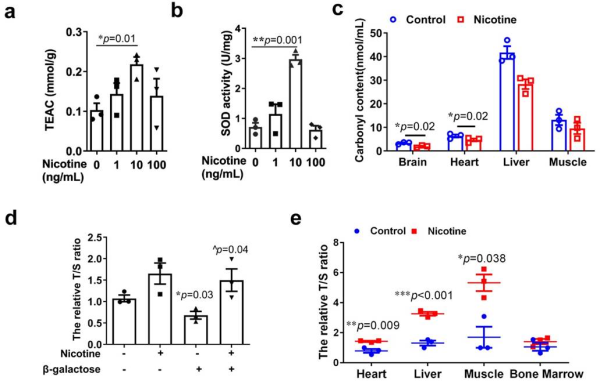 a
*p=0.01
TEAC (mmol/g)
0.3
0.2
0.1
0.0
Nicotine 0 1 10 100
(ng/mL)
b
**p=0.001
SOD activity (U/mg)
4
3
2
1
0
Nicotine 0 1 10 100
(ng/mL)
c
Control Nicotine
Carbonyl content(nmol/mL)
50
40
30
20
10
0
*p=0.02
*p=0.02
Brain Heart Liver Muscle
d
The relative T/S ratio
2.5
2.0
1.5
1.0
0.5
0.0
*p=0.03
^p=0.04
Nicotine - + - +
β-galactose - - + +
e
Control Nicotine
The relative T/S ratio
8
6
4
2
0
**p=0.009
***p<0.001
*p=0.038
Heart Liver Muscle Bone Marrow